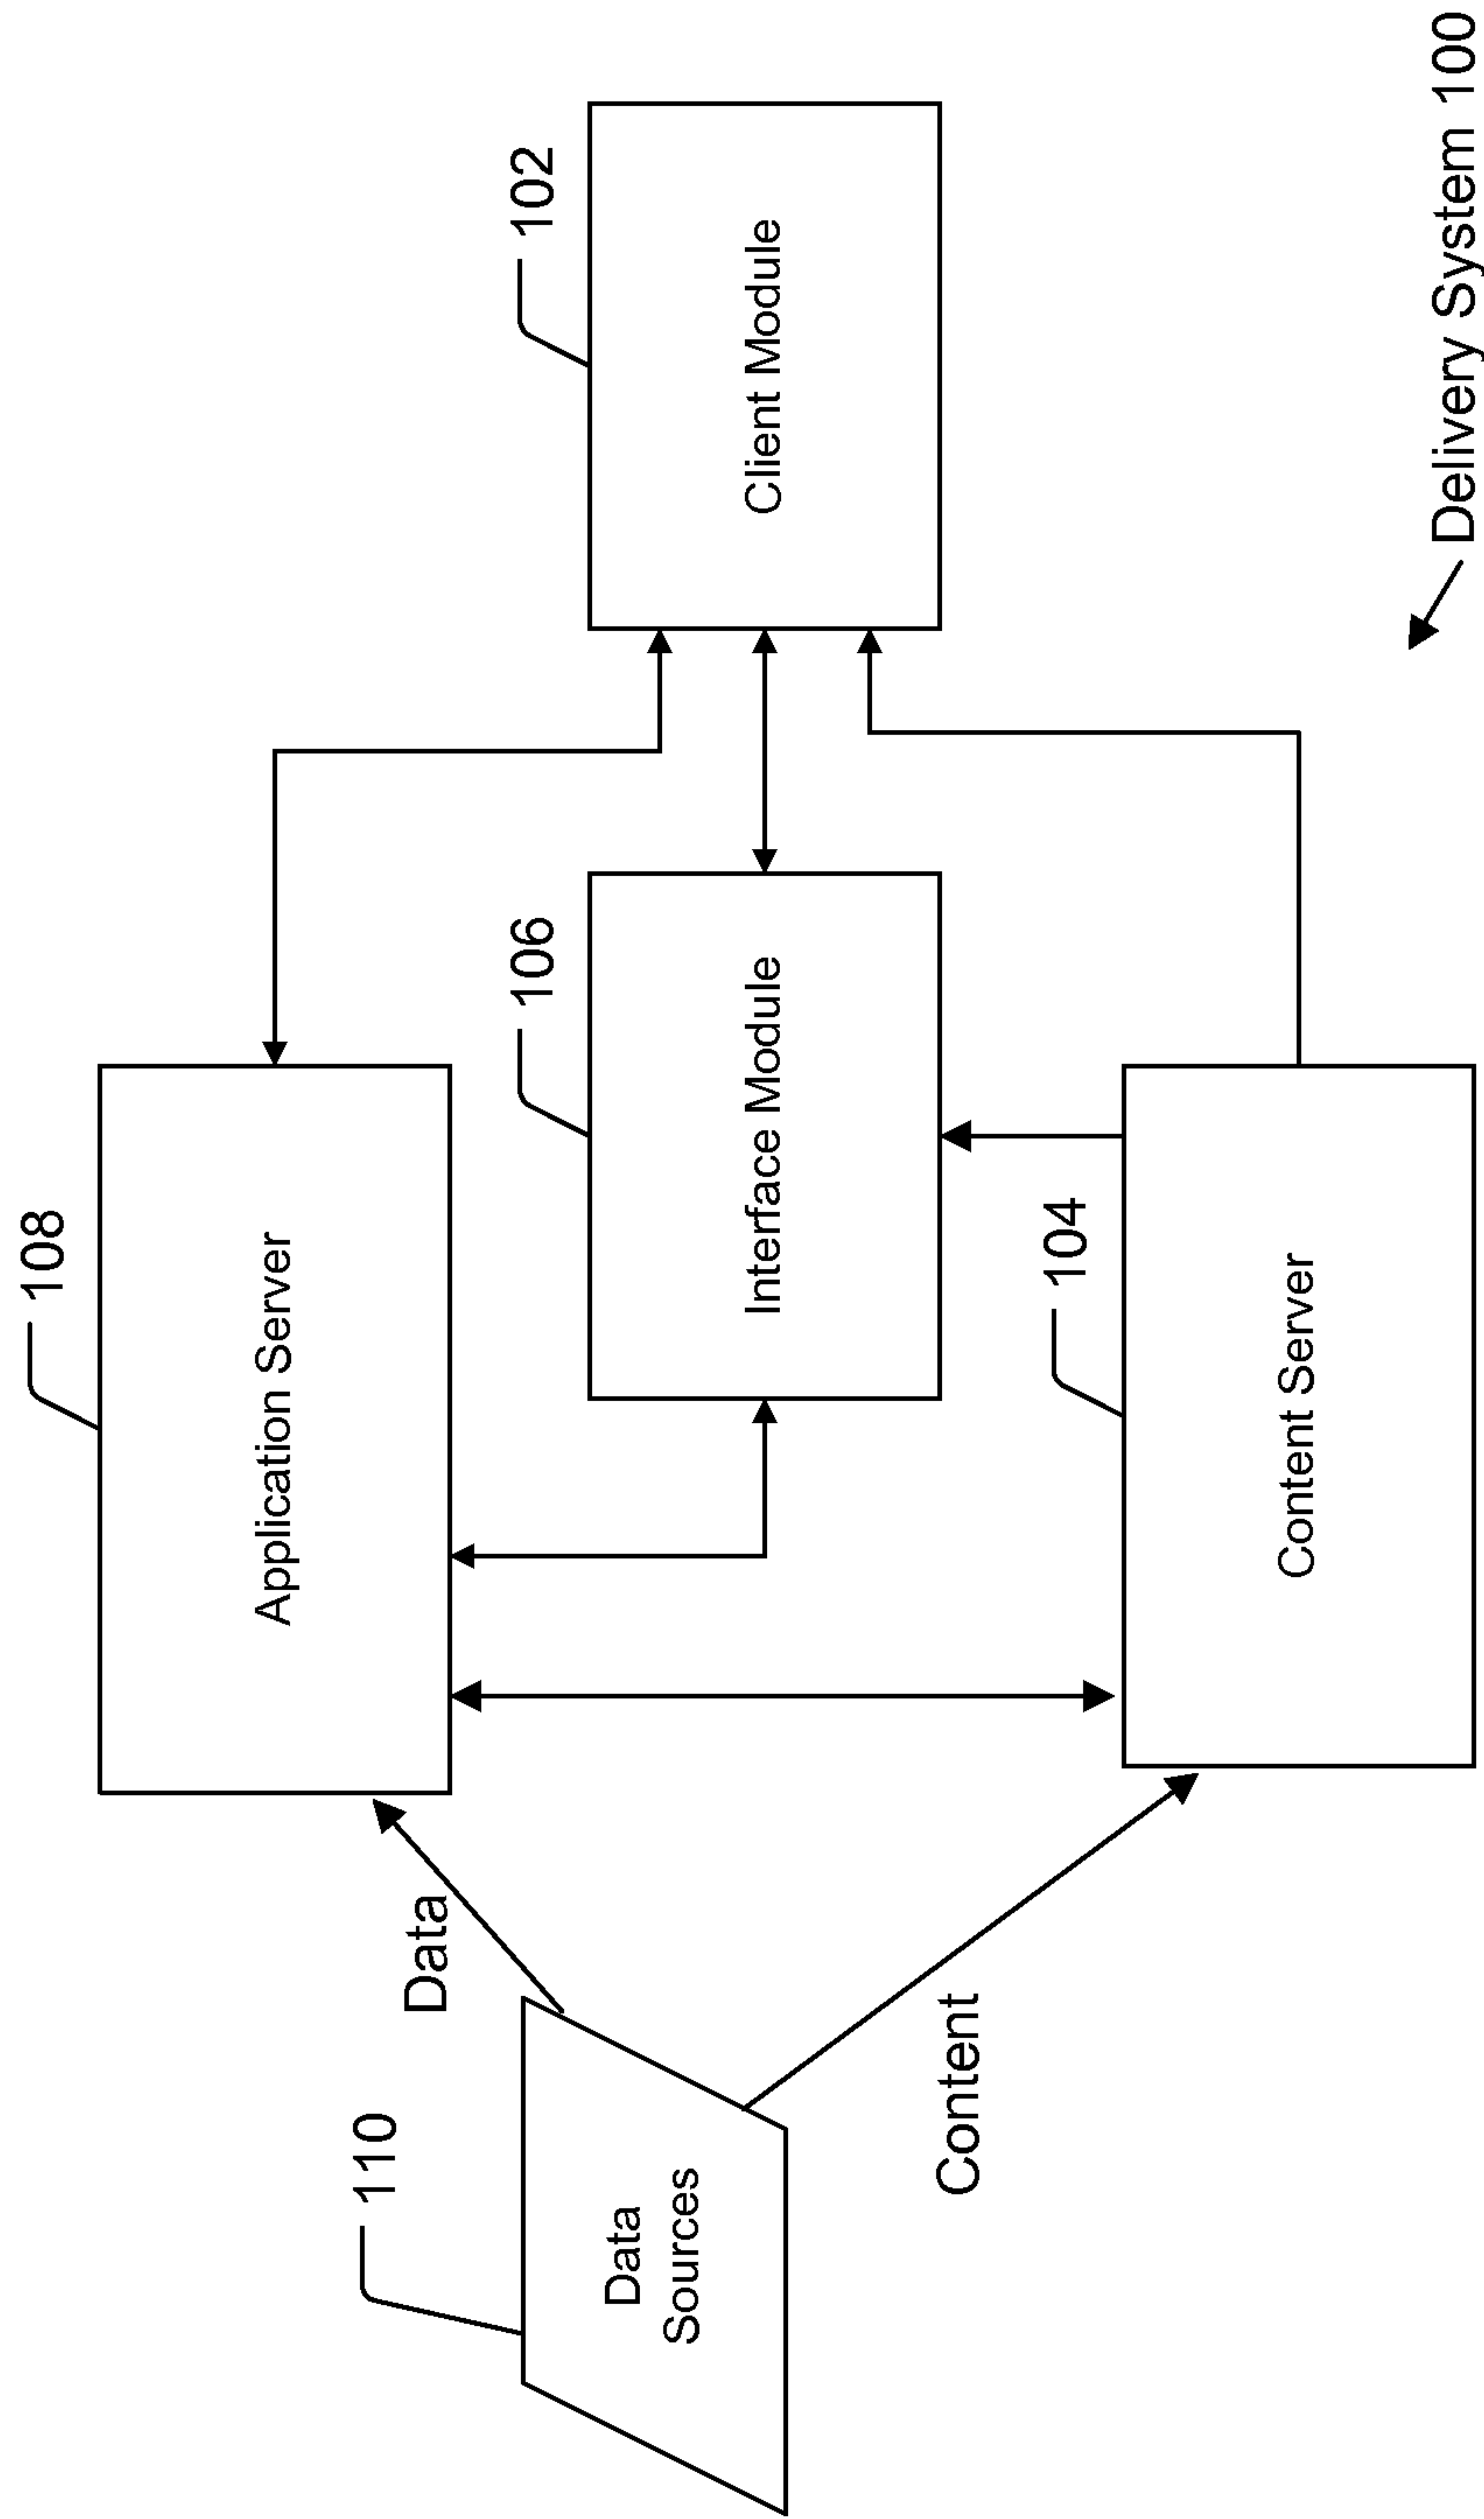 108
Application Server
Data
110
Data
Sources
106
Interface Module
102
Client Module
Content
104
Content Server
Delivery System 100